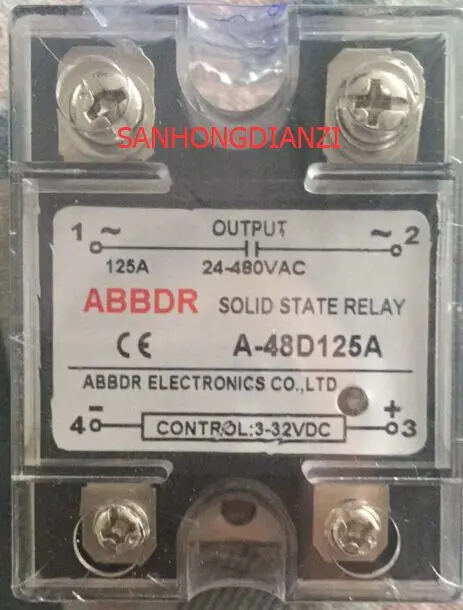 SANHONGDIANZI
OUTPUT
1 ~ ~ 2
125A 24-480VAC
ABBDR SOLID STATE RELAY
CE A-48D125A
ABBDR ELECTRONICS CO.,LTD
- +
4 CONTROL:3-32VDC 3